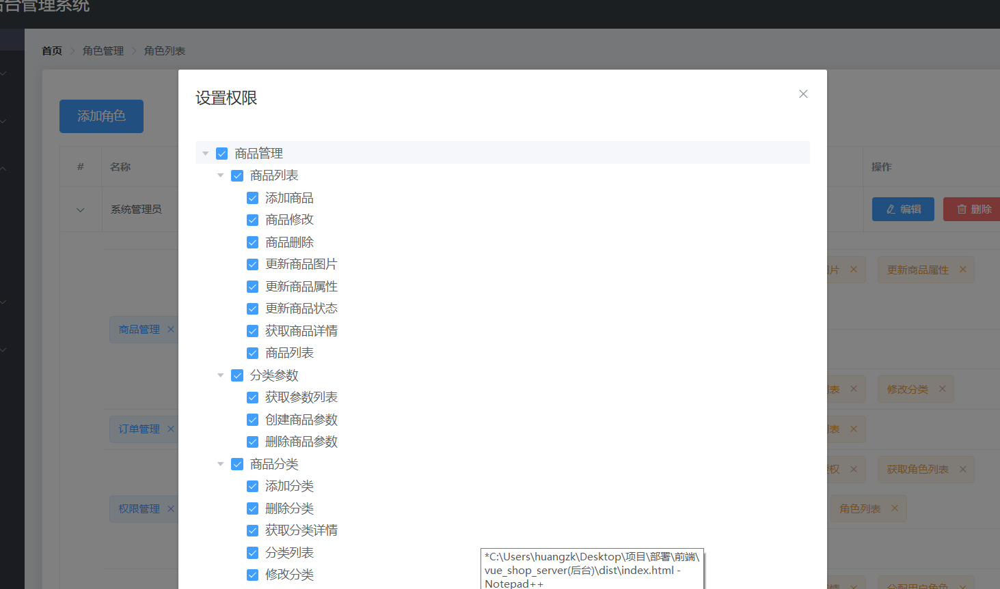 台管理系统
首页 角色管理 角色列表
设置权限
添加角色
# 名称 操作
系统管理员 编辑 删除
商品管理
商品列表
添加商品
商品修改
商品删除
更新商品图片
更新商品属性
更新商品状态
获取商品详情
商品列表
分类参数
获取参数列表
创建商品参数
删除商品参数
商品分类
添加分类
删除分类
获取分类详情
分类列表
修改分类
商品管理
订单管理
权限管理
片 更新商品属性
表 修改分类
表
权 获取角色列表
角色列表
情 分配用户角色
*C:\Users\huangzk\Desktop\项目\部署\前端\
vue_shop_server(后台)\dist\index.html -
Notepad++